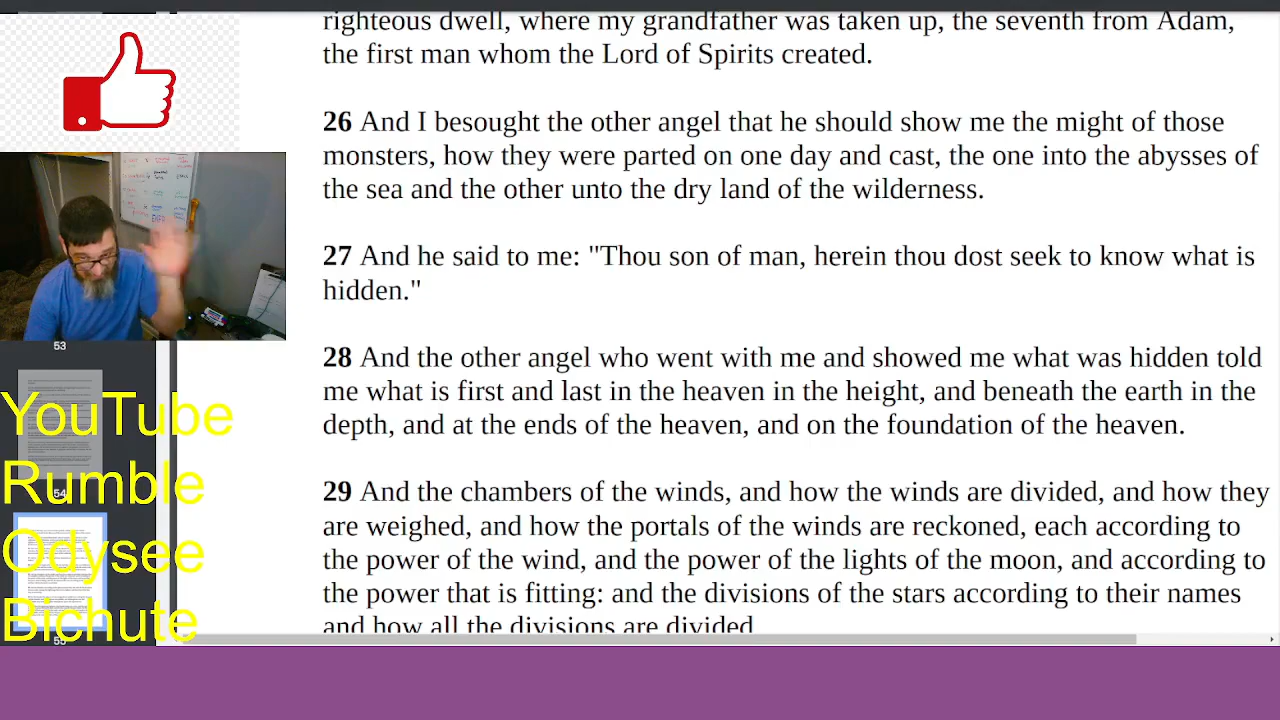 righteous dwell, where my grandfather was taken up, the seventh from Adam,
the first man whom the Lord of Spirits created.
26 And I besought the other angel that he should show me the might of those
monsters, how they were parted on one day and cast, the one into the abysses of
the sea and the other unto the dry land of the wilderness.
27 And he said to me: "Thou son of man, herein thou dost seek to know what is
hidden."
28 And the other angel who went with me and showed me what was hidden told
me what is first and last in the heaven in the height, and beneath the earth in the
depth, and at the ends of the heaven, and on the foundation of the heaven.
29 And the chambers of the winds, and how the winds are divided, and how they
are weighed, and how the portals of the winds are reckoned, each according to
the power of the wind, and the power of the lights of the moon, and according to
the power that is fitting: and the divisions of the stars according to their names
and how all the divisions are divided
53
YouTube
Rumble
54
Odysee
Bichute
55